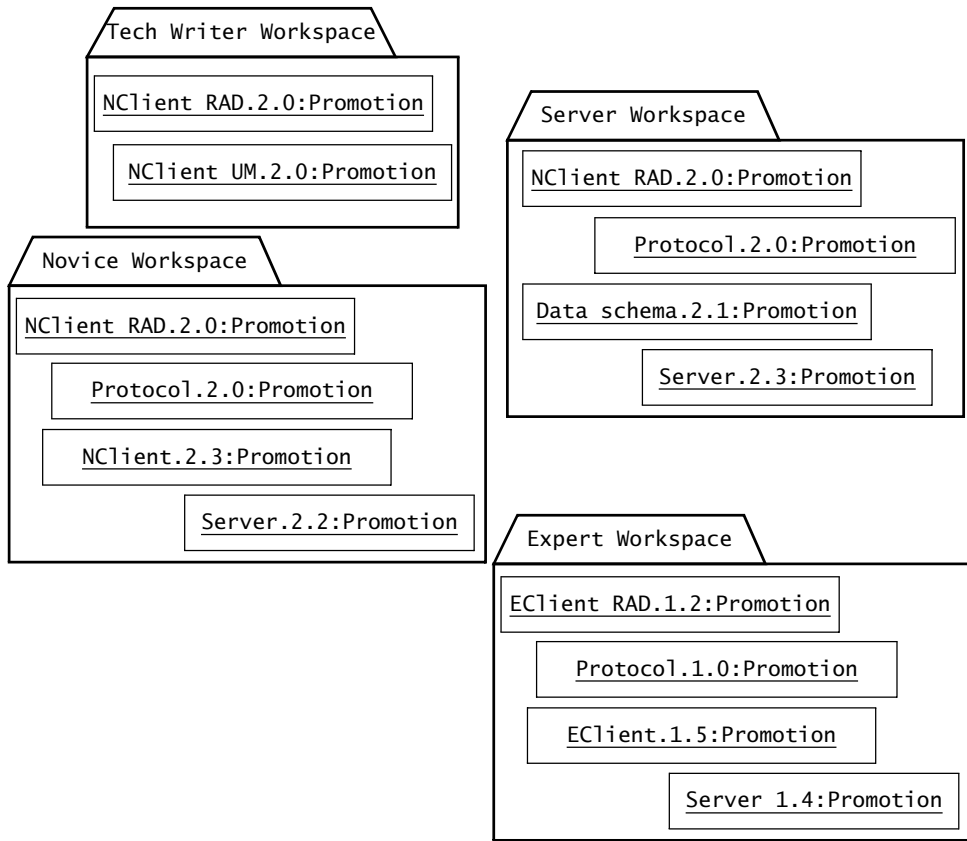 Tech Writer Workspace
NClient RAD.2.0:Promotion
NClient UM.2.0:Promotion
Server Workspace
NClient RAD.2.0:Promotion
Protocol.2.0:Promotion
Data schema.2.1:Promotion
Server.2.3:Promotion
Novice Workspace
NClient RAD.2.0:Promotion
Protocol.2.0:Promotion
NClient.2.3:Promotion
Server.2.2:Promotion
Expert Workspace
EClient RAD.1.2:Promotion
Protocol.1.0:Promotion
EClient.1.5:Promotion
Server 1.4:Promotion